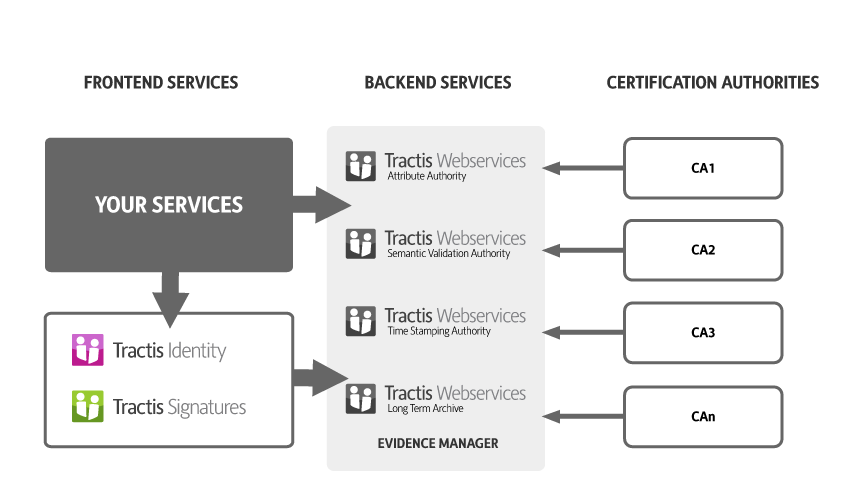 FRONTEND SERVICES
BACKEND SERVICES
CERTIFICATION AUTHORITIES
YOUR SERVICES
Tractis Identity
Tractis Signatures
Tractis Webservices
Attribute Authority
Tractis Webservices
Semantic Validation Authority
Tractis Webservices
Time Stamping Authority
Tractis Webservices
Long Term Archive
EVIDENCE MANAGER
CA1
CA2
CA3
CAn